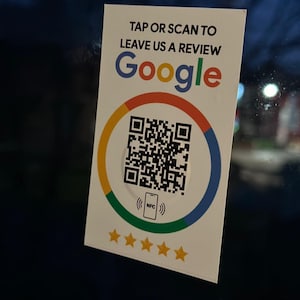 TAP OR SCAN TO
LEAVE US A REVIEW
Google
NFC